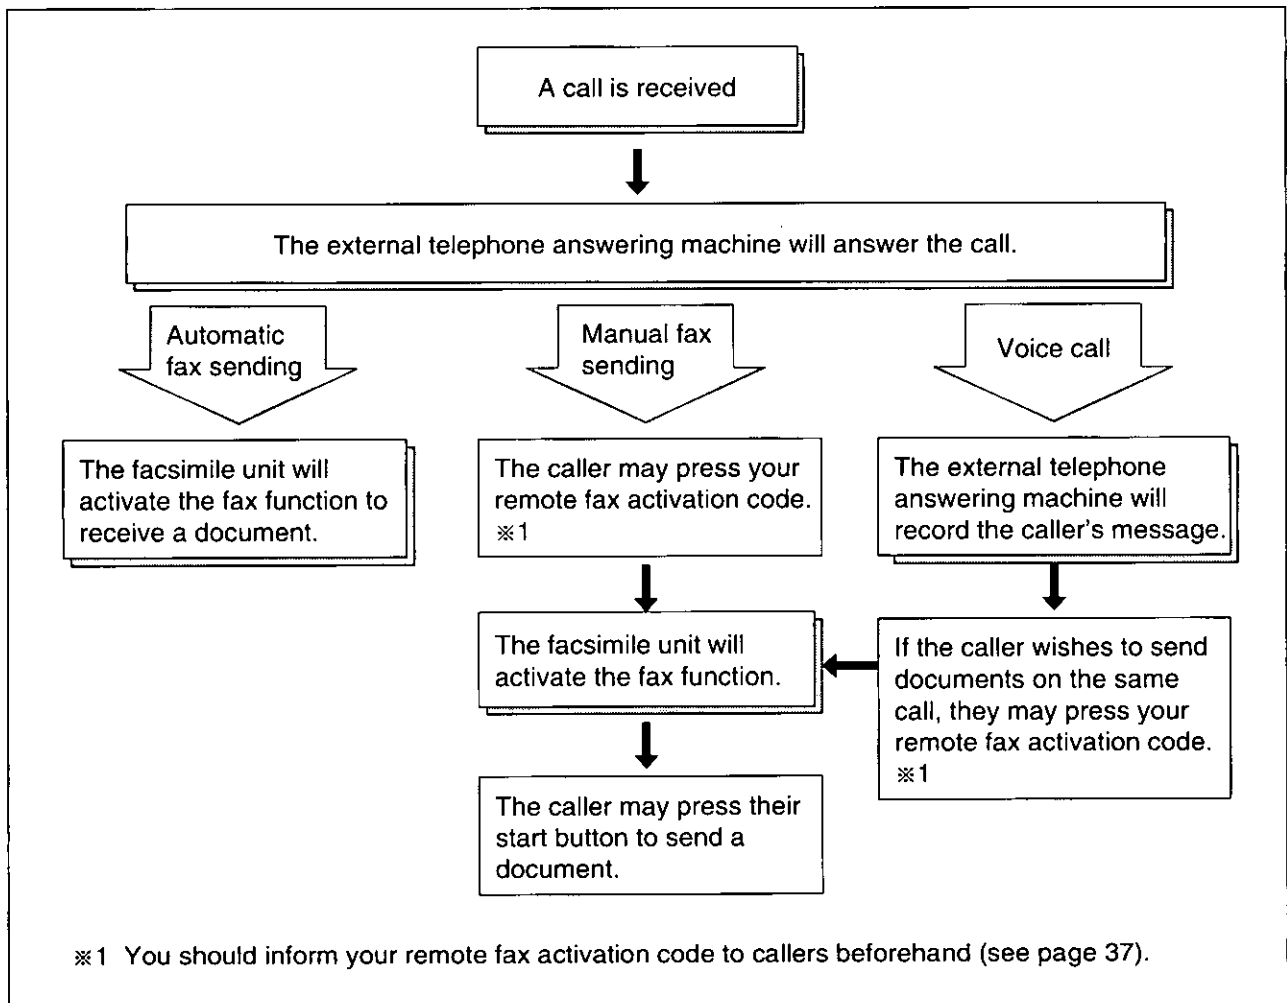 A call is received
The external telephone answering machine will answer the call.
Automatic
fax sending
Manual fax
sending
Voice call
The facsimile unit will
activate the fax function to
receive a document.
The caller may press your
remote fax activation code.
※1
The external telephone
answering machine will
record the caller's message.
The facsimile unit will
activate the fax function.
If the caller wishes to send
documents on the same
call, they may press your
remote fax activation code.
※1
The caller may press their
start button to send a
document.
※1 You should inform your remote fax activation code to callers beforehand (see page 37).